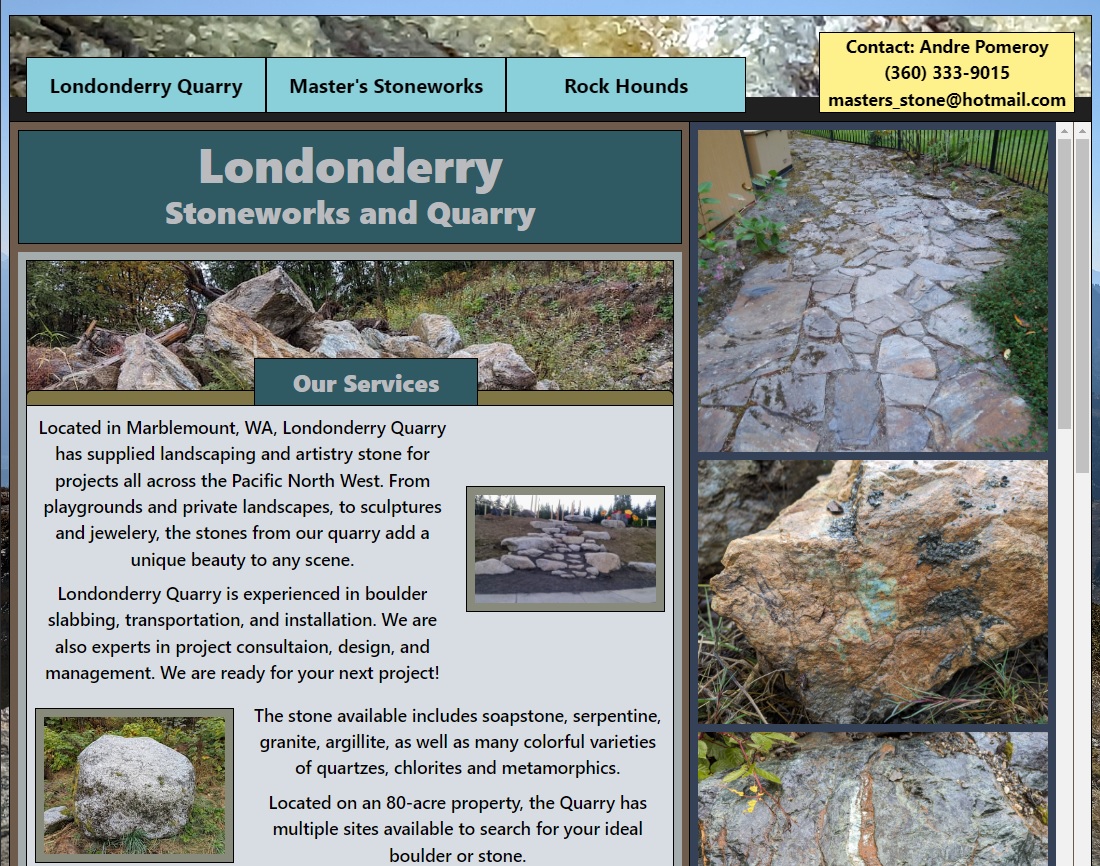 Londonderry Quarry
Master's Stoneworks
Rock Hounds
Contact: Andre Pomeroy
(360) 333-9015
masters_stone@hotmail.com
Londonderry
Stoneworks and Quarry
Our Services
Located in Marblemount, WA, Londonderry Quarry
has supplied landscaping and artistry stone for
projects all across the Pacific North West. From
playgrounds and private landscapes, to sculptures
and jewelery, the stones from our quarry add a
unique beauty to any scene.
Londonderry Quarry is experienced in boulder
slabbing, transportation, and installation. We are
also experts in project consultaion, design, and
management. We are ready for your next project!
The stone available includes soapstone, serpentine,
granite, argillite, as well as many colorful varieties
of quartzes, chlorites and metamorphics.
Located on an 80-acre property, the Quarry has
multiple sites available to search for your ideal
boulder or stone.